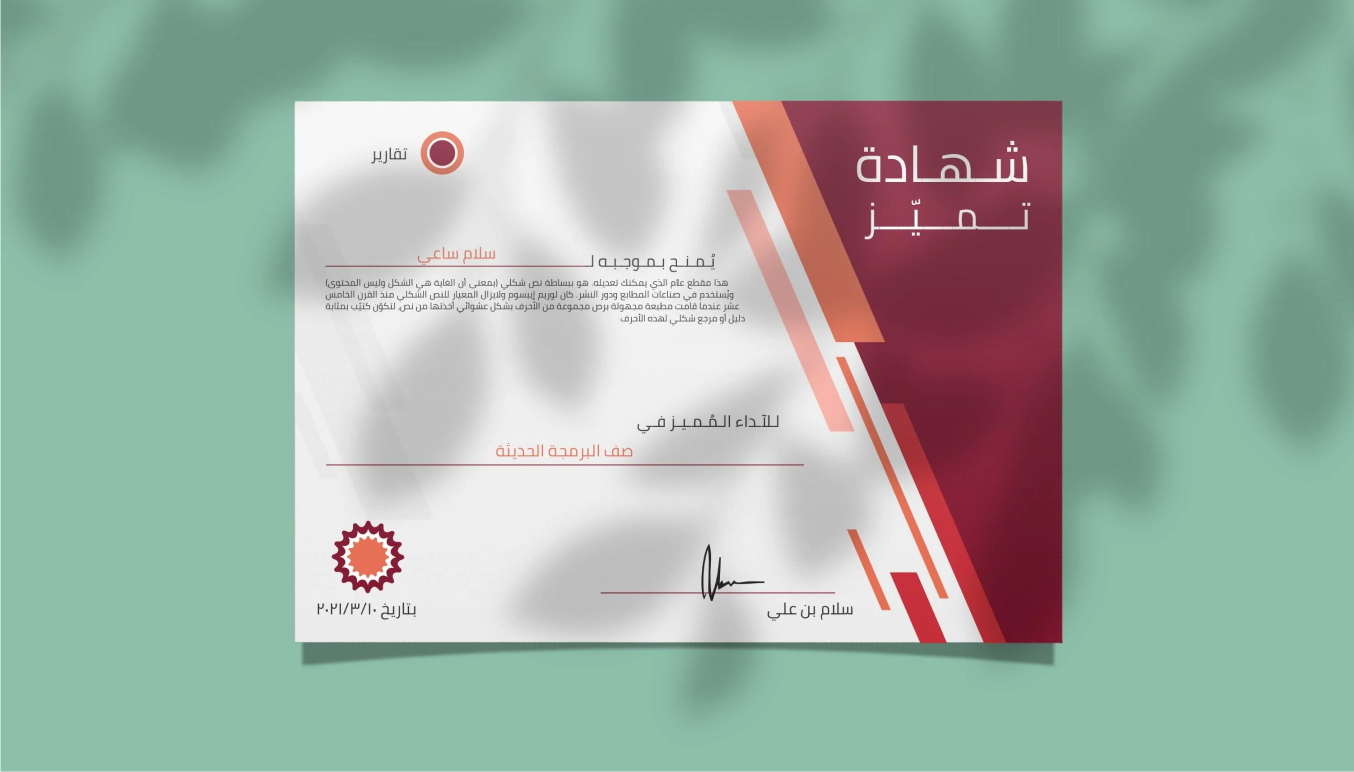 شهادة
تميّز
تقارير
يُمنح بموجبه لـ سلام ساعي
هذا مقطع عام الذي يمكنك تعديله. هو ببساطة نص شكلي (بمعنى أن الغاية هي الشكل وليس المحتوى)
ويُستخدم في صناعات المطابع ودور النشر. كان لوريم إيبسوم ولايزال المعيار للنص الشكلي منذ القرن الخامس
عشر عندما قامت مطبعة مجهولة برص مجموعة من الأحرف بشكل عشوائي أخذتها من نص، لتكوّن كتيّب بمثابة
دليل أو مرجع شكلي لهذه الأحرف
للآداء المُميز في
صف البرمجة الحديثة
سلام بن علي
بتاريخ ٢٠٢١/٣/١٠